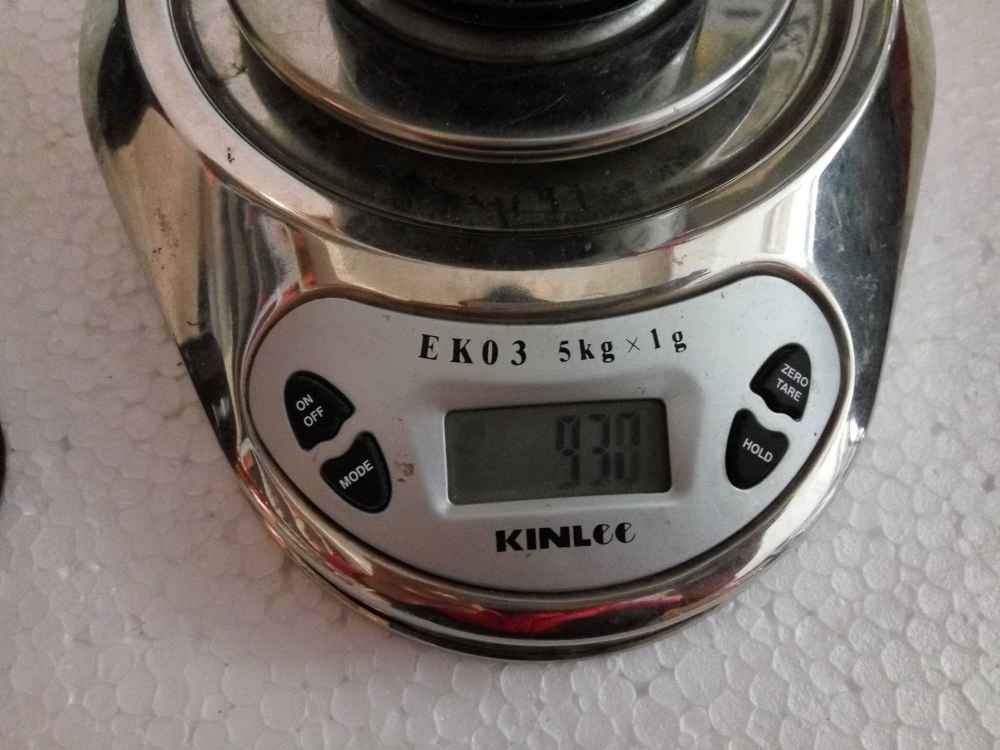 EK03 5kg×1g
ON
OFF
MODE
930
ZERO
TARE
HOLD
KINLee